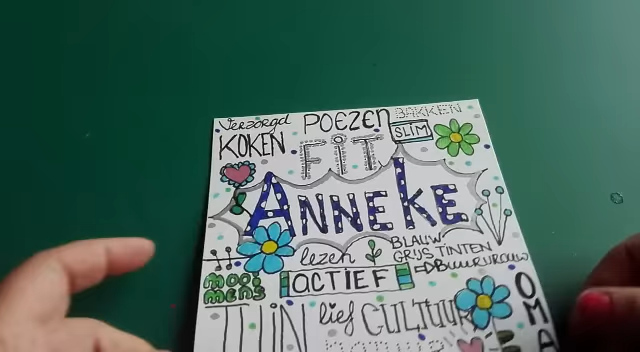 Verzorgd POEZEN BAKKEN
KOKEN FIT SLIM
ANNEKE
lezen BLAUW
GRIJS TINTEN
mooi mens ACTIEF
TUIN lief CULTUUR
OMA